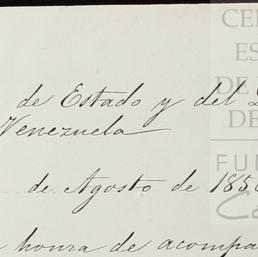 de Estado y del
Venezuela
de Agosto de 185
honra de acompa
CE
ES
DE
DE
FU